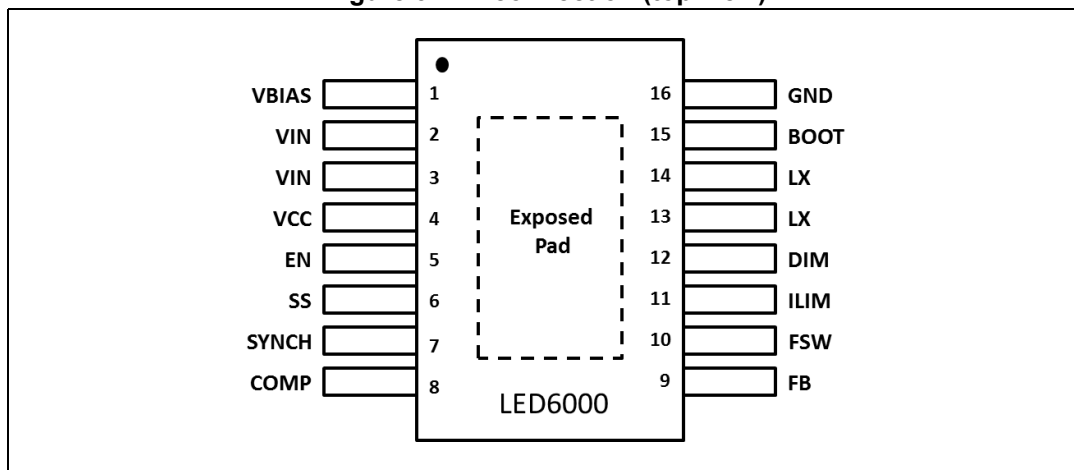 VBIAS 1 16 GND
VIN 2 15 BOOT
VIN 3 14 LX
VCC 4 Exposed 13 LX
Pad
EN 5 12 DIM
SS 6 11 ILIM
SYNCH 7 10 FSW
COMP 8 9 FB
LED6000